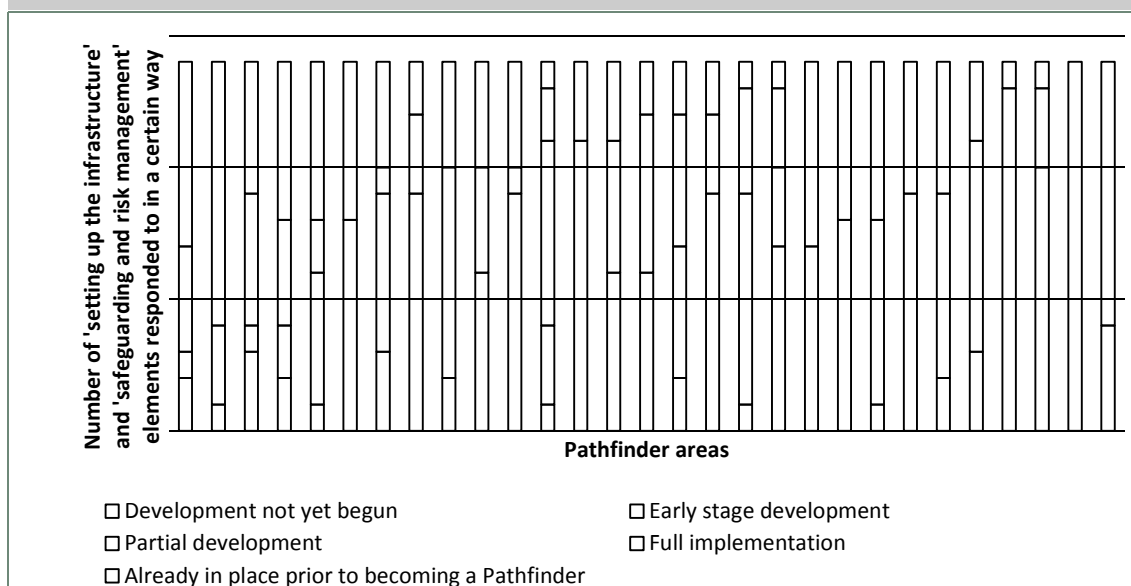 Number of 'setting up the infrastructure'
and 'safeguarding and risk management'
elements responded to in a certain way
Pathfinder areas
Development not yet begun
Early stage development
Partial development
Full implementation
Already in place prior to becoming a Pathfinder